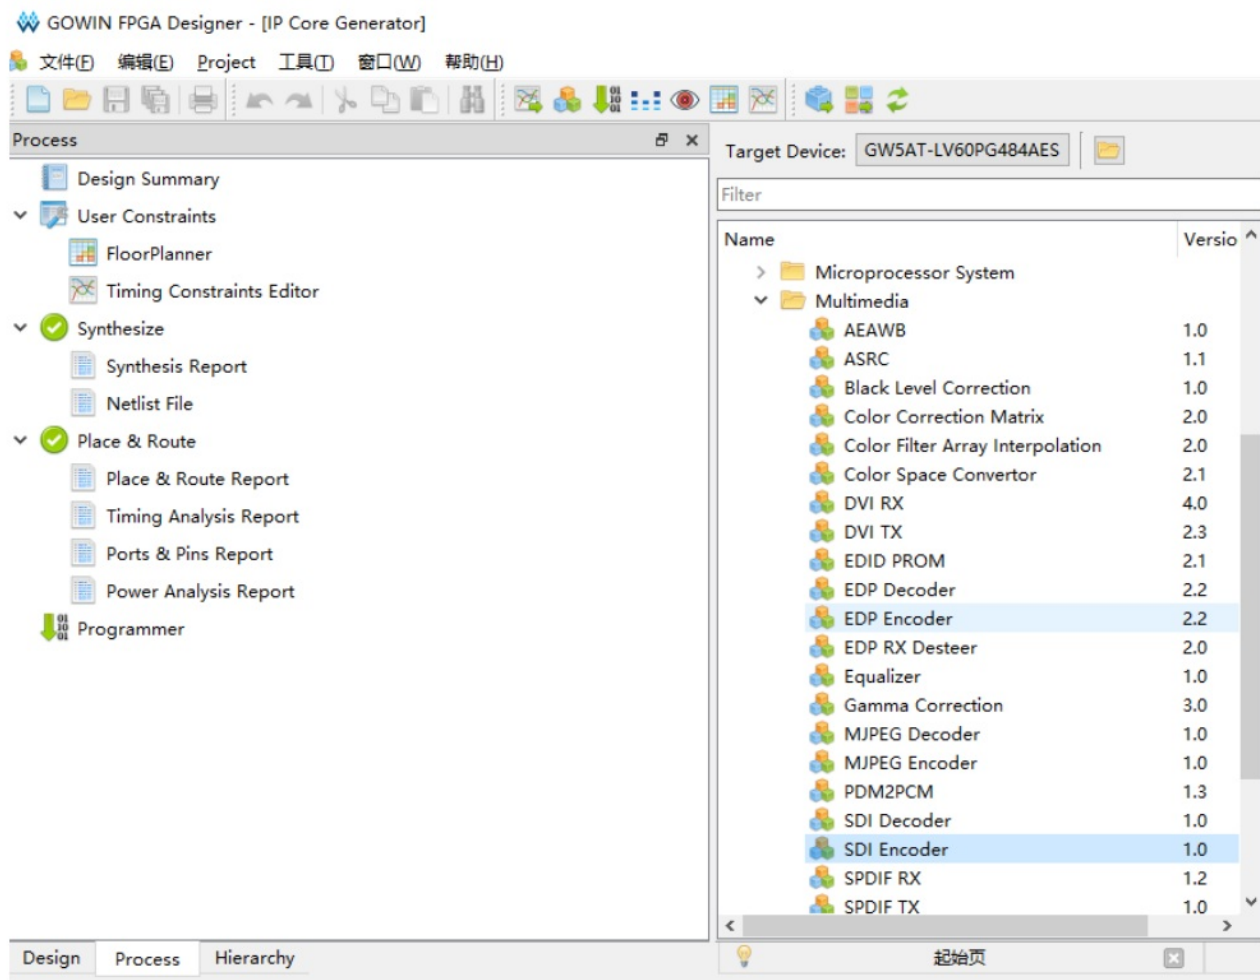 GOWIN FPGA Designer - [IP Core Generator]
文件(F) 编辑(E) Project 工具(T) 窗口(W) 帮助(H)
Process
Design Summary
User Constraints
FloorPlanner
Timing Constraints Editor
Synthesize
Synthesis Report
Netlist File
Place & Route
Place & Route Report
Timing Analysis Report
Ports & Pins Report
Power Analysis Report
Programmer
Design Process Hierarchy
Target Device: GW5AT-LV60PG484AES
Filter
Name Versio
Microprocessor System
Multimedia
AEAWB 1.0
ASRC 1.1
Black Level Correction 1.0
Color Correction Matrix 2.0
Color Filter Array Interpolation 2.0
Color Space Convertor 2.1
DVI RX 4.0
DVI TX 2.3
EDID PROM 2.1
EDP Decoder 2.2
EDP Encoder 2.2
EDP RX Desteer 2.0
Equalizer 1.0
Gamma Correction 3.0
MJPEG Decoder 1.0
MJPEG Encoder 1.0
PDM2PCM 1.3
SDI Decoder 1.0
SDI Encoder 1.0
SPDIF RX 1.2
SPDIF TX 1.0
起始页